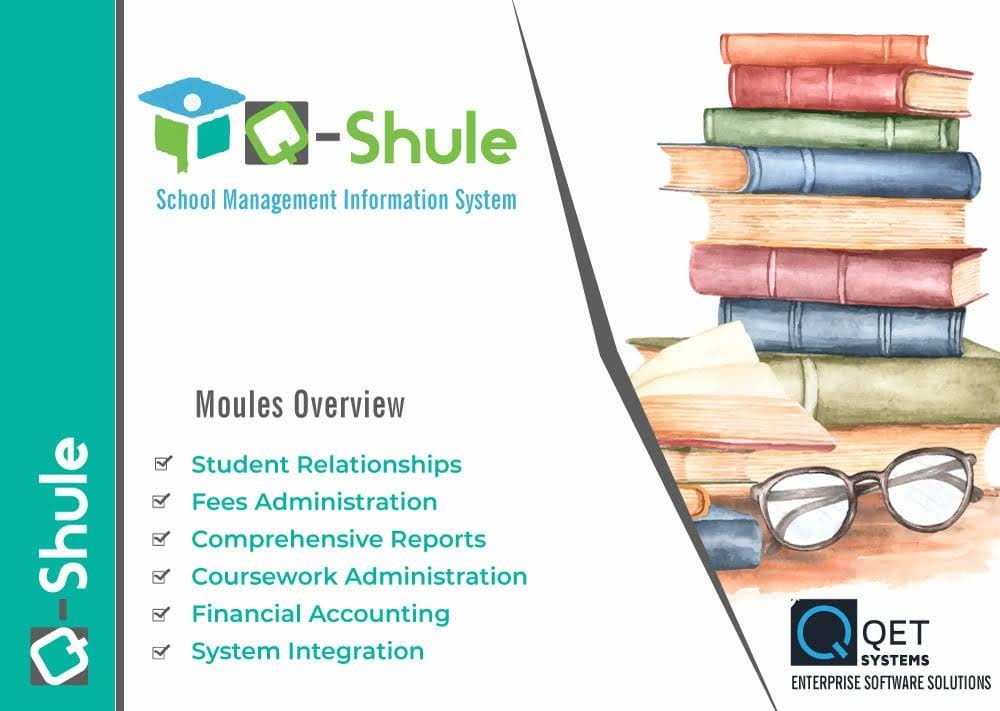 Q-Shule
School Management Information System
Moules Overview
Student Relationships
Fees Administration
Comprehensive Reports
Coursework Administration
Financial Accounting
System Integration
Q-Shule
QET
SYSTEMS
ENTERPRISE SOFTWARE SOLUTIONS